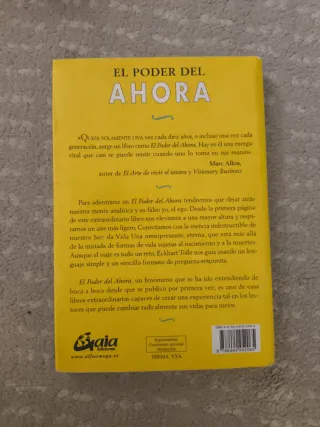 EL PODER DEL
AHORA
«Quizá solamente una vez cada diez años, o incluso una vez cada
generación, surge un libro como El Poder del Ahora. Hay en él una energía
vital que casi se puede sentir cuando uno lo toma en sus manos».
Marc Allen,
autor de El Arte de vivir el tantra y Visionary Business
Para adentrarse en El Poder del Ahora tendremos que dejar atrás
nuestra mente analítica y su falso yo, el ego. Desde la primera página
de este extraordinario libro nos elevamos a una mayor altura y respi-
ramos un aire más ligero. Conectamos con la esencia indestructible de
nuestro Ser: «la Vida Una omnipresente, eterna, que está más allá
de la miríada de formas de vida sujetas al nacimiento y a la muerte».
Aunque el viaje es todo un reto, Eckhart Tolle nos guía usando un len-
guaje simple y un sencillo formato de pregunta-respuesta.
El Poder del Ahora, un fenómeno que se ha ido extendiendo de
boca a boca desde que se publicó por primera vez, es uno de esos
libros extraordinarios capaces de crear una experiencia tal en los lec-
tores que puede cambiar radicalmente sus vidas para mejor.
Gaia
ediciones
www.alfaomega.es
Espiritualidad
Crecimiento personal
Meditación
THEMA: VXA